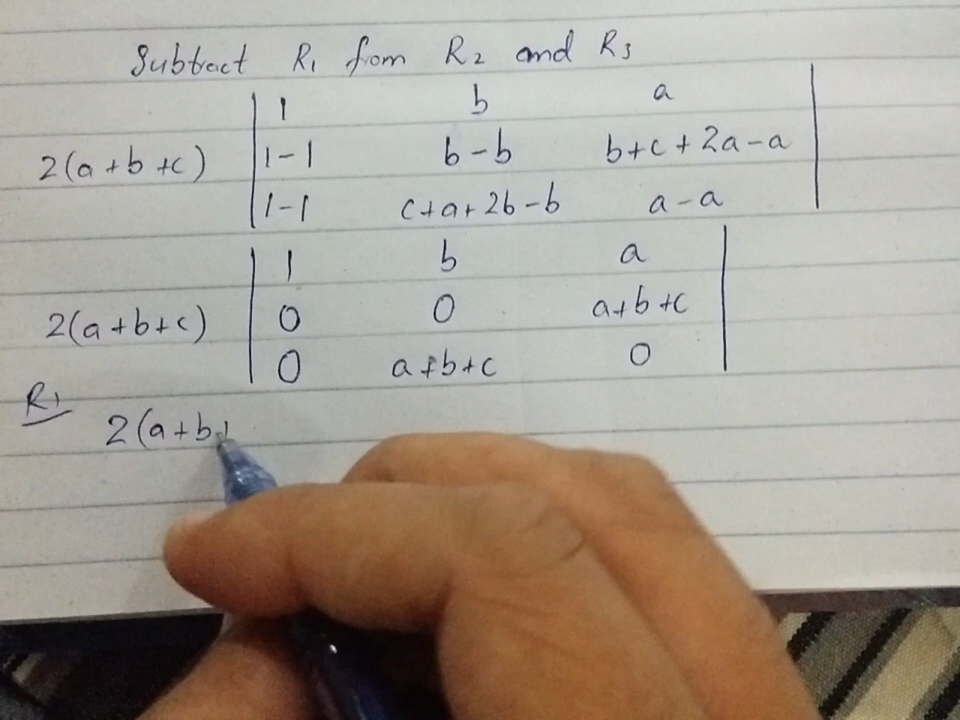 Subtract R₁ from R₂ and R₃
| 1 b a |
2(a+b+c) | 1-1 b-b b+c+2a-a |
| 1-1 c+a+2b-b a-a |
| 1 b a |
2(a+b+c) | 0 0 a+b+c |
| 0 a+b+c 0 |
R₁
2(a+b+